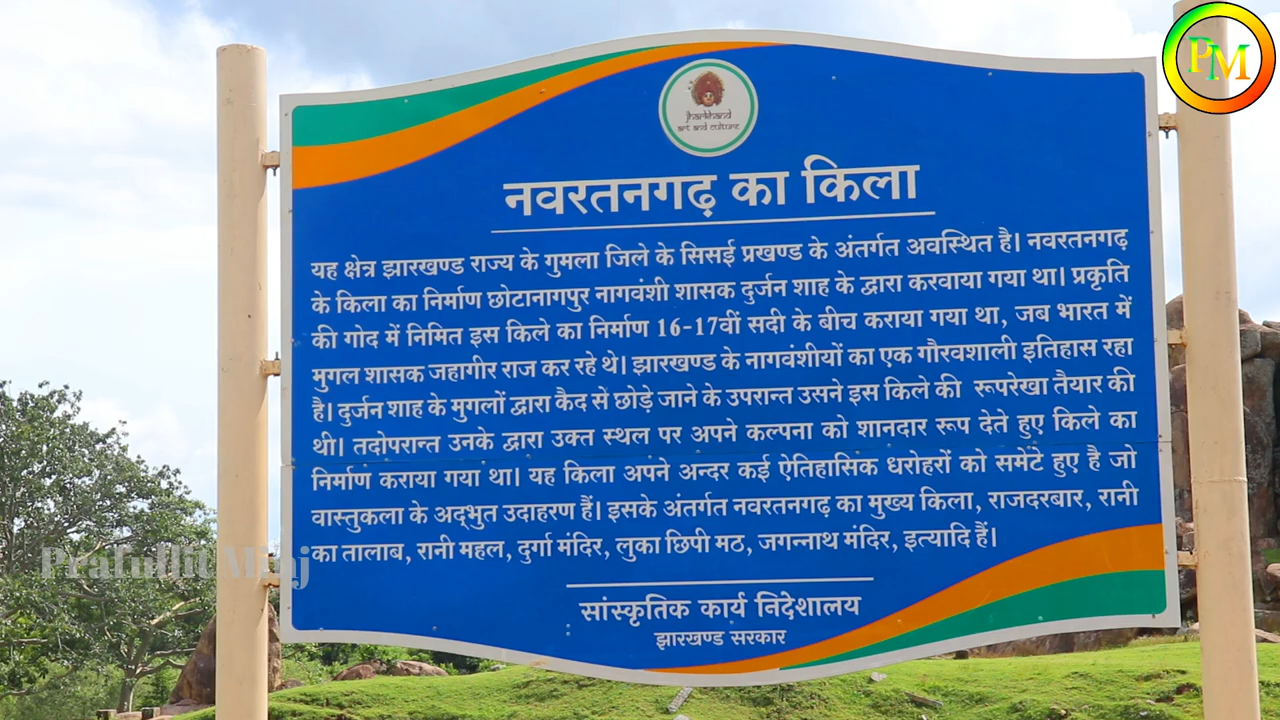 PM
jharkhand
art and culture
नवरतनगढ़ का किला
यह क्षेत्र झारखण्ड राज्य के गुमला जिले के सिसई प्रखण्ड के अंतर्गत अवस्थित है। नवरतनगढ़
के किला का निर्माण छोटानागपुर नागवंशी शासक दुर्जन शाह के द्वारा करवाया गया था। प्रकृति
की गोद में निमित इस किले का निर्माण 16-17वीं सदी के बीच कराया गया था, जब भारत में
मुगल शासक जहागीर राज कर रहे थे। झारखण्ड के नागवंशीयों का एक गौरवशाली इतिहास रहा
है। दुर्जन शाह के मुगलों द्वारा कैद से छोड़े जाने के उपरान्त उसने इस किले की रूपरेखा तैयार की
थी। तदोपरान्त उनके द्वारा उक्त स्थल पर अपने कल्पना को शानदार रूप देते हुए किले का
निर्माण कराया गया था। यह किला अपने अन्दर कई ऐतिहासिक धरोहरों को समेटे हुए है जो
वास्तुकला के अद्‌भुत उदाहरण हैं। इसके अंतर्गत नवरतनगढ़ का मुख्य किला, राजदरबार, रानी
का तालाब, रानी महल, दुर्गा मंदिर, लुका छिपी मठ, जगन्नाथ मंदिर, इत्यादि हैं।
सांस्कृतिक कार्य निदेशालय
झारखण्ड सरकार
Prafullit Minj